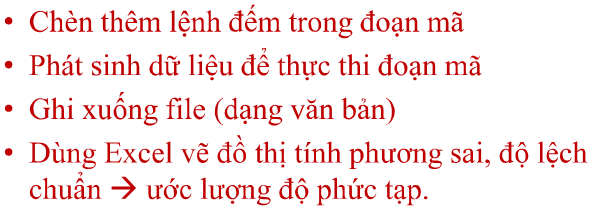 • Chèn thêm lệnh đếm trong đoạn mã
• Phát sinh dữ liệu để thực thi đoạn mã
• Ghi xuống file (dạng văn bản)
• Dùng Excel vẽ đồ thị tính phương sai, độ lệch
chuẩn → ước lượng độ phức tạp.